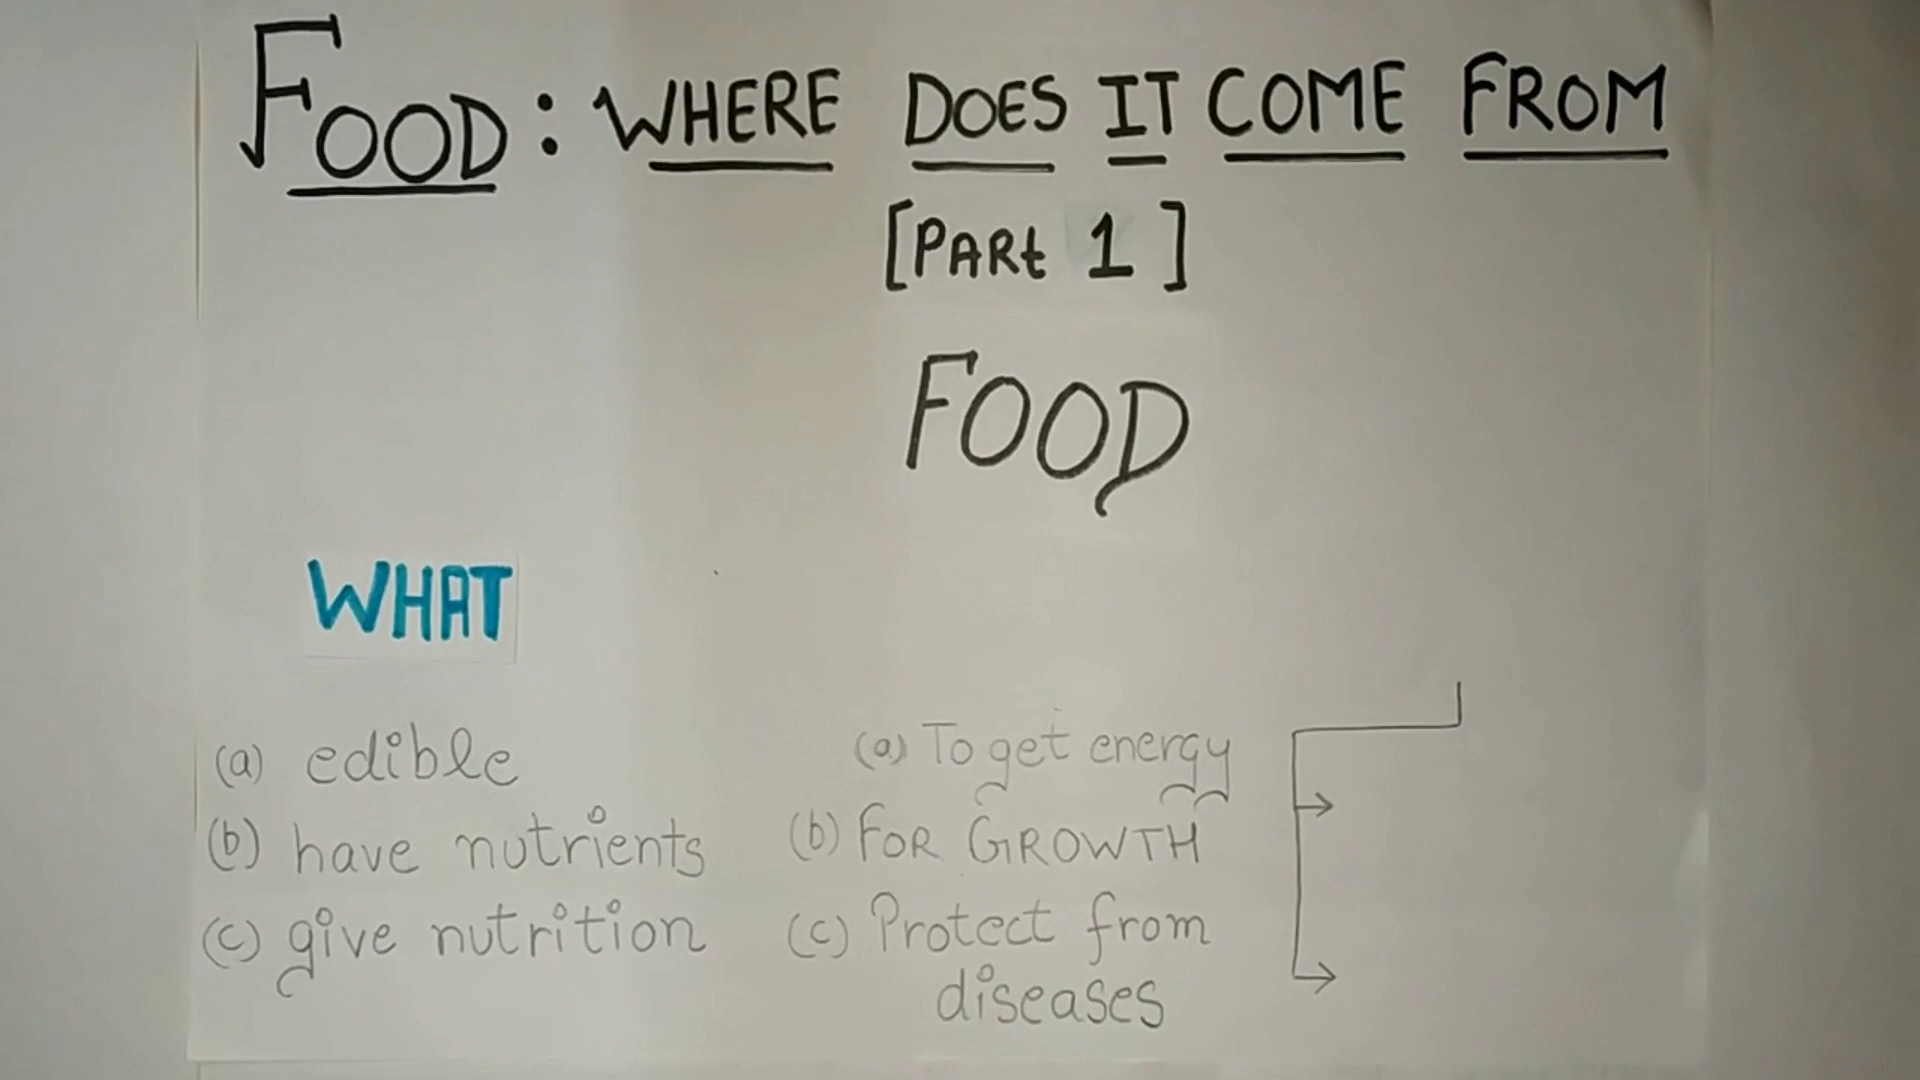 FOOD: WHERE DOES IT COME FROM
[PARt 1]
FOOD
WHAT
(a) edible
(b) have nutrients
(c) give nutrition
(a) To get energy
(b) FOR GROWTH
(c) Protect from
diseases